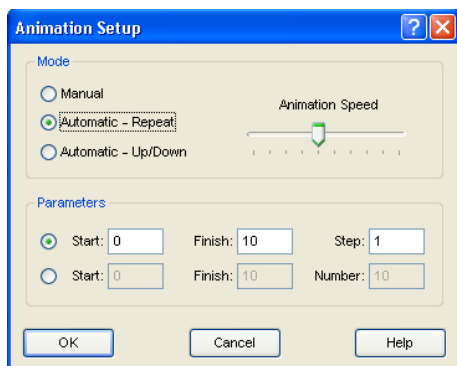 Animation Setup
Mode
Manual
Automatic - Repeat
Automatic - Up/Down
Animation Speed
Parameters
Start: 0 Finish: 10 Step: 1
Start: 0 Finish: 10 Number: 10
OK Cancel Help